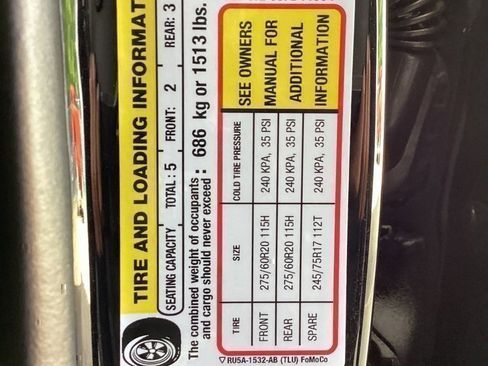 TIRE AND LOADING INFORMAT
SEATING CAPACITY TOTAL: 5 FRONT: 2 REAR: 3
The combined weight of occupants
and cargo should never exceed: 686 kg or 1513 lbs.
TIRE SIZE COLD TIRE PRESSURE SEE OWNERS
FRONT 275/60R20 115H 240 KPA, 35 PSI MANUAL FOR
REAR 275/60R20 115H 240 KPA, 35 PSI ADDITIONAL
SPARE 245/75R17 112T 240 KPA, 35 PSI INFORMATION
RU5A-1532-AB (TLU) FoMoCo